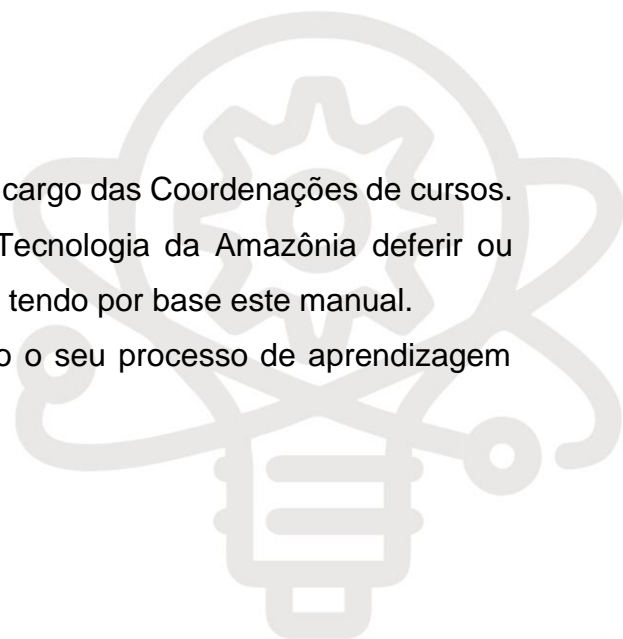 cargo das Coordenações de cursos.
Tecnologia da Amazônia deferir ou
tendo por base este manual.
o o seu processo de aprendizagem